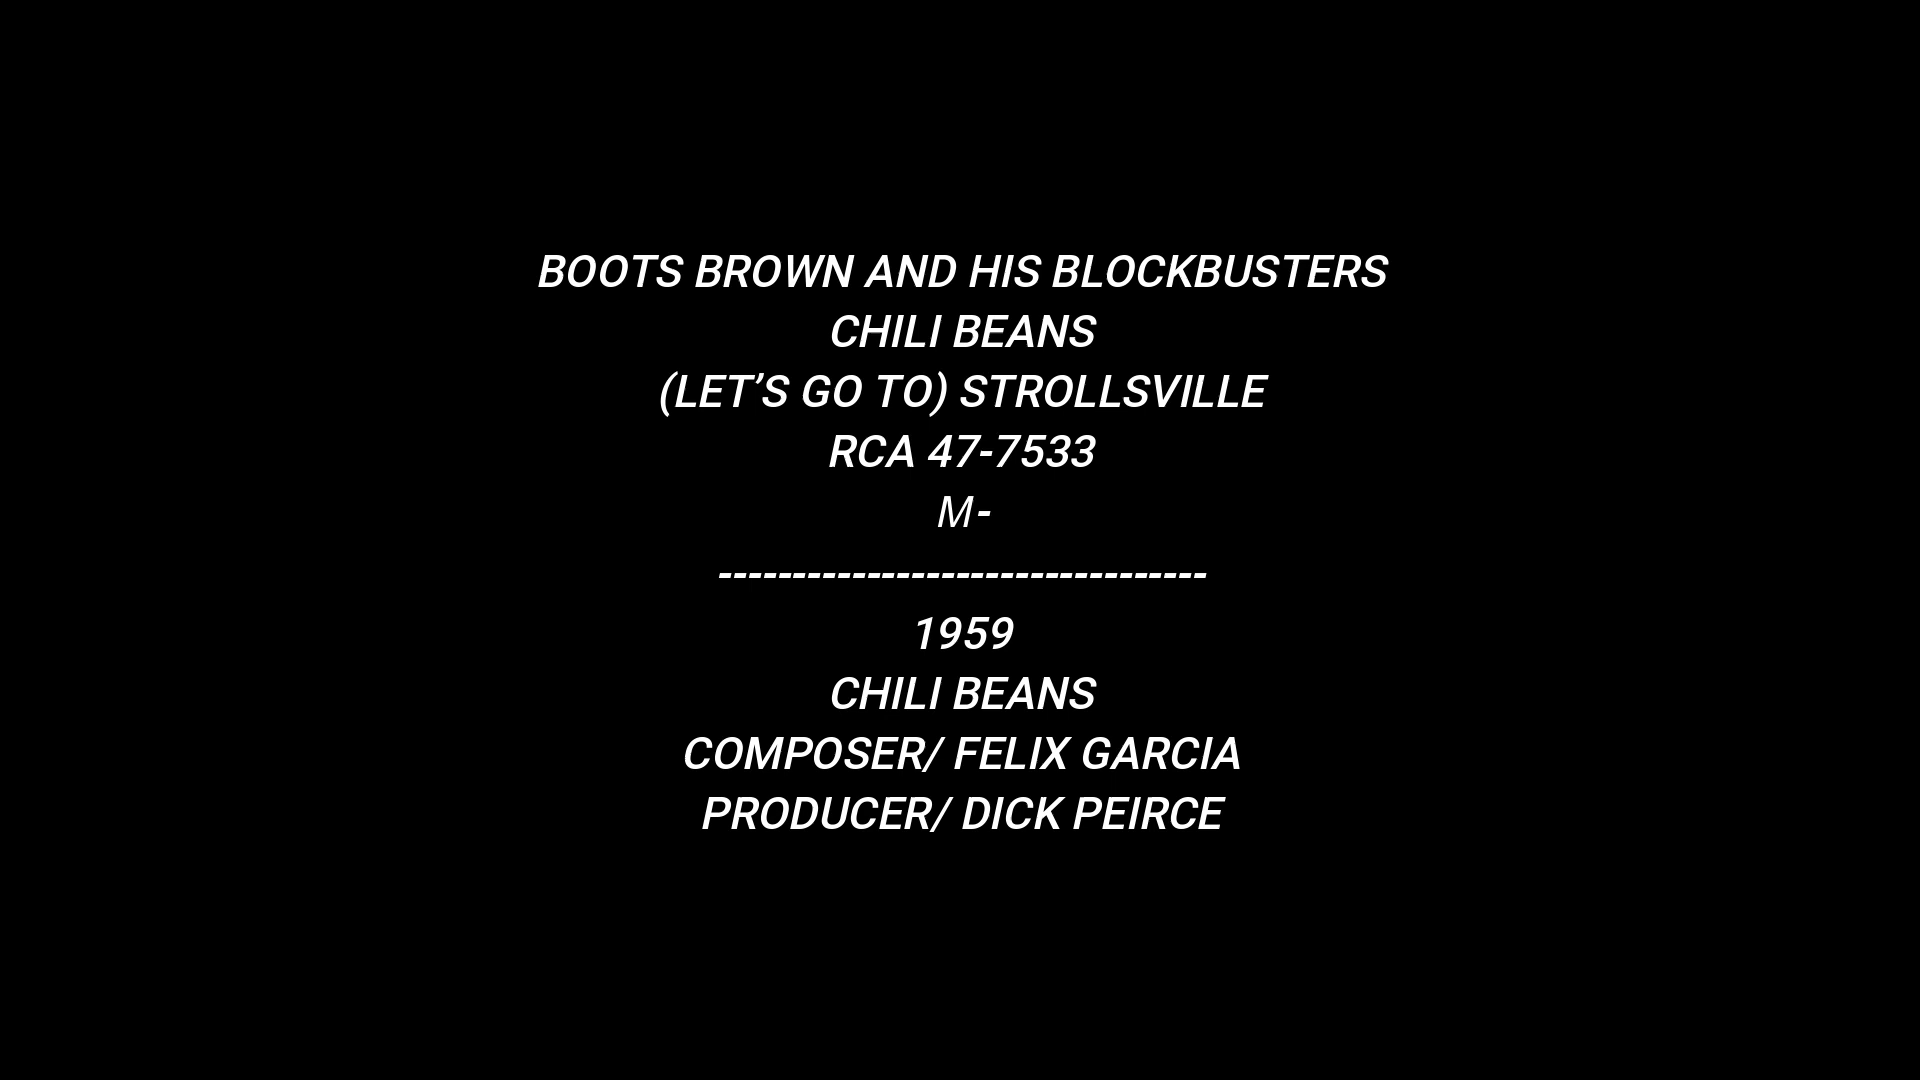 BOOTS BROWN AND HIS BLOCKBUSTERS
CHILI BEANS
(LET’S GO TO) STROLLSVILLE
RCA 47-7533
M-
---------------------------------
1959
CHILI BEANS
COMPOSER/ FELIX GARCIA
PRODUCER/ DICK PEIRCE